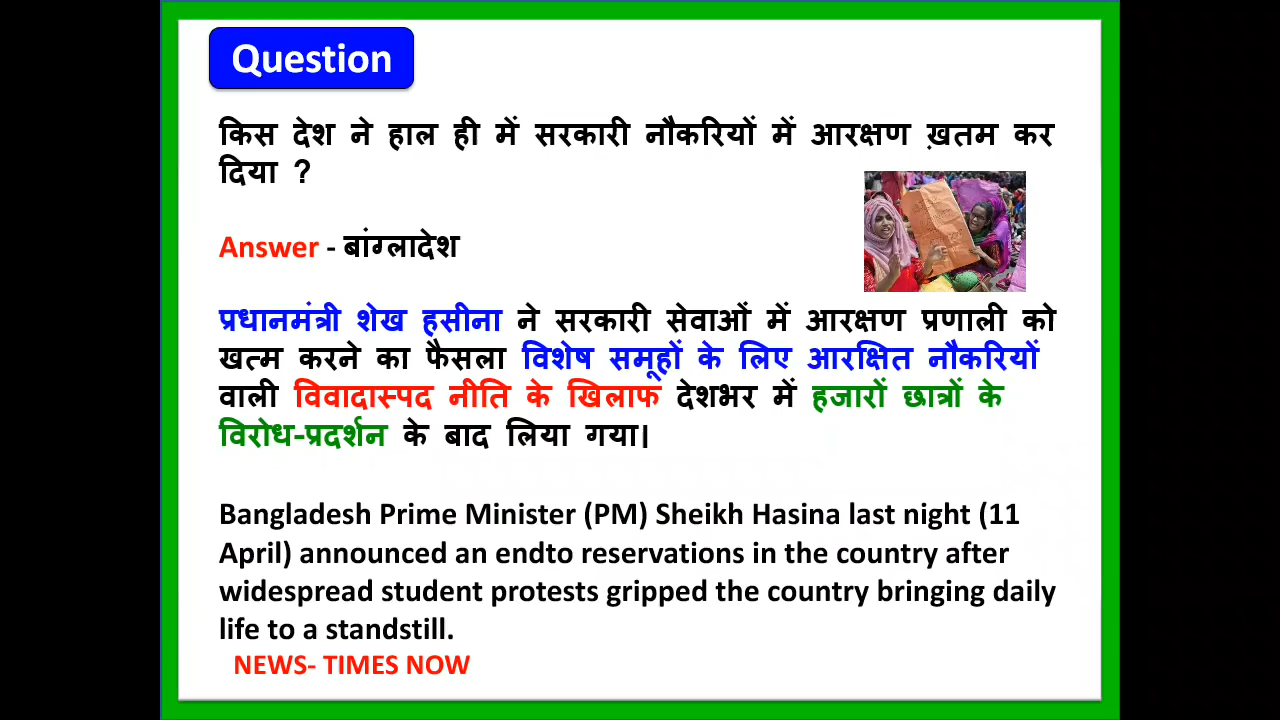 Question
किस देश ने हाल ही में सरकारी नौकरियों में आरक्षण ख़तम कर
दिया ?
Answer - बांग्लादेश
प्रधानमंत्री शेख हसीना ने सरकारी सेवाओं में आरक्षण प्रणाली को
खत्म करने का फैसला विशेष समूहों के लिए आरक्षित नौकरियों
वाली विवादास्पद नीति के खिलाफ देशभर में हजारों छात्रों के
विरोध-प्रदर्शन के बाद लिया गया।
Bangladesh Prime Minister (PM) Sheikh Hasina last night (11
April) announced an endto reservations in the country after
widespread student protests gripped the country bringing daily
life to a standstill.
NEWS- TIMES NOW